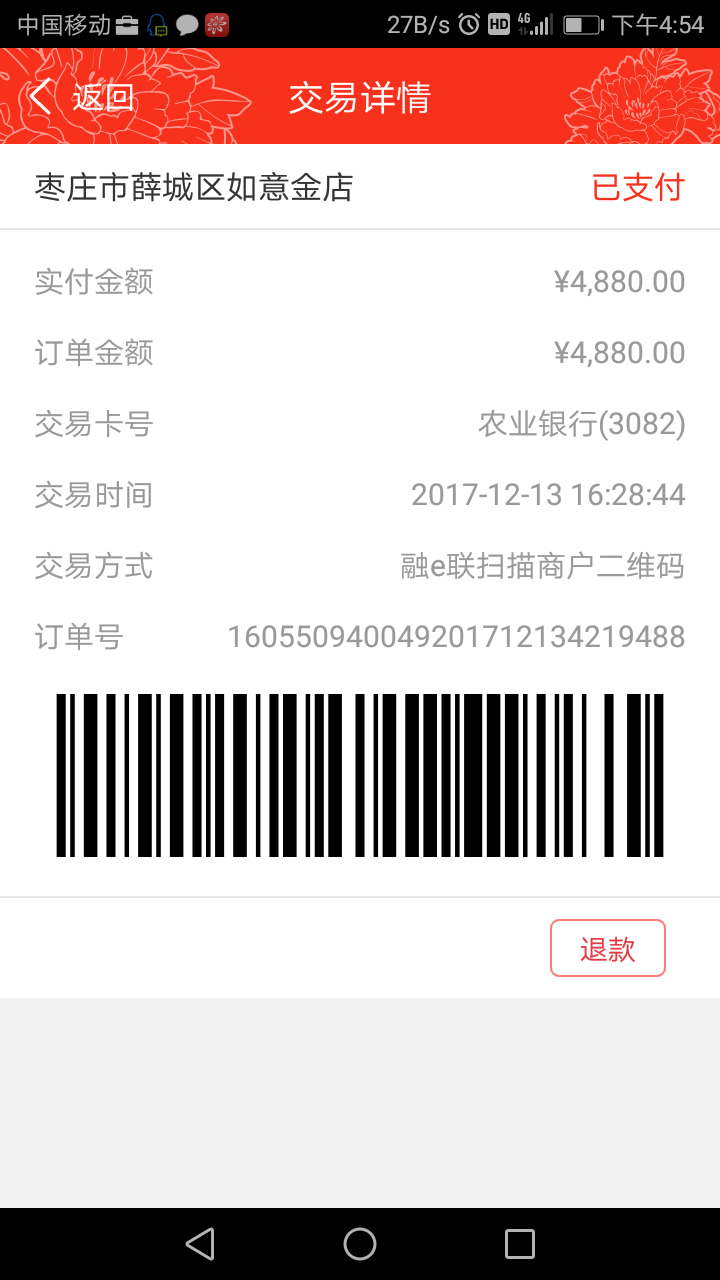 中国移动 27B/s HD 4G 下午4:54
返回 交易详情
枣庄市薛城区如意金店 已支付
实付金额 ¥4,880.00
订单金额 ¥4,880.00
交易卡号 农业银行(3082)
交易时间 2017-12-13 16:28:44
交易方式 融e联扫描商户二维码
订单号 160550940049201712134219488
退款